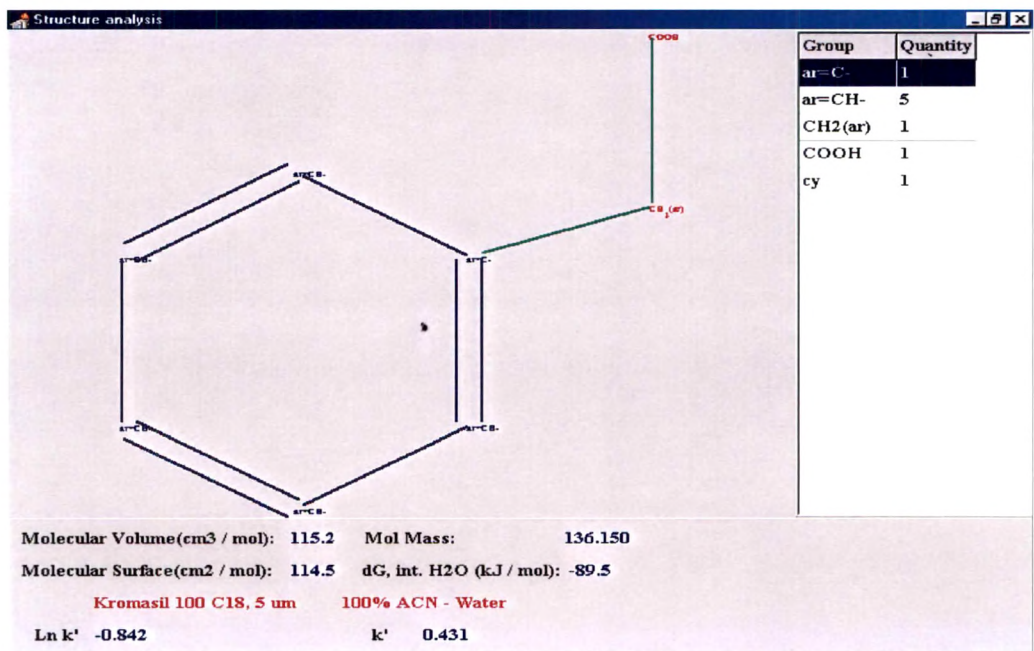 Structure analysis
COOH
Group Quantity
ar=C- 1
ar=CH- 5
CH2(ar) 1
COOH 1
cy 1
ar=CH-
CH2(ar)
ar=CH- ar=C-
ar=CH- ar=CH-
ar=CH-
Molecular Volume(cm3 / mol): 115.2 Mol Mass: 136.150
Molecular Surface(cm2 / mol): 114.5 dG, int. H2O (kJ / mol): -89.5
Kromasil 100 C18, 5 um 100% ACN - Water
Ln k' -0.842 k' 0.431